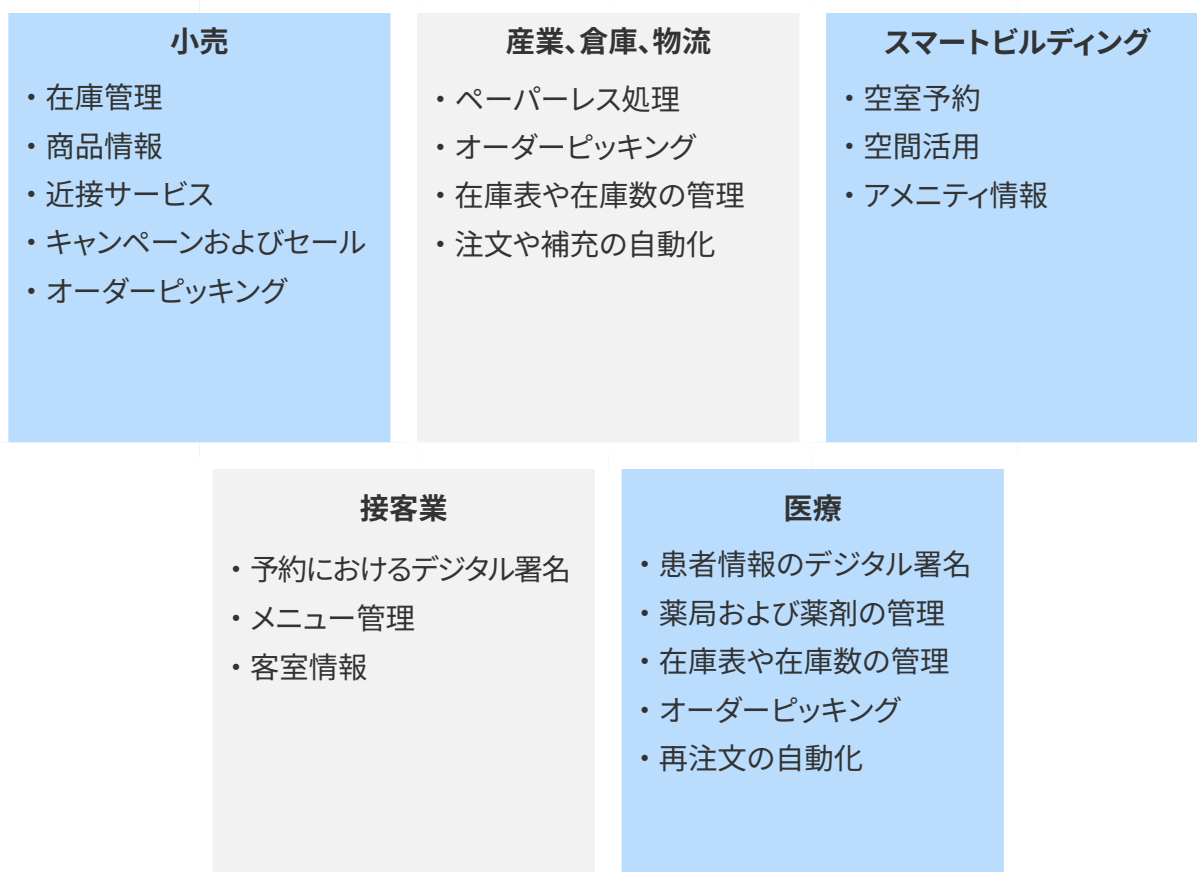 小売
・在庫管理
・商品情報
・近接サービス
・キャンペーンおよびセール
・オーダーピッキング
産業、倉庫、物流
・ペーパーレス処理
・オーダーピッキング
・在庫表や在庫数の管理
・注文や補充の自動化
スマートビルディング
・空室予約
・空間活用
・アメニティ情報
接客業
・予約におけるデジタル署名
・メニュー管理
・客室情報
医療
・患者情報のデジタル署名
・薬局および薬剤の管理
・在庫表や在庫数の管理
・オーダーピッキング
・再注文の自動化